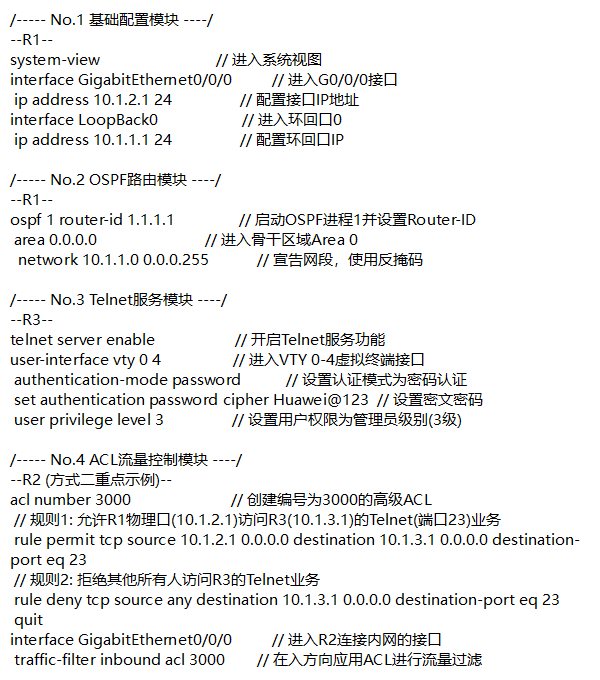 /----- No.1 基础配置模块 ----/
--R1--
system-view // 进入系统视图
interface GigabitEthernet0/0/0 // 进入G0/0/0接口
ip address 10.1.2.1 24 // 配置接口IP地址
interface LoopBack0 // 进入环回口0
ip address 10.1.1.1 24 // 配置环回口IP
/----- No.2 OSPF路由模块 ----/
--R1--
ospf 1 router-id 1.1.1.1 // 启动OSPF进程1并设置Router-ID
area 0.0.0.0 // 进入骨干区域Area 0
network 10.1.1.0 0.0.0.255 // 宣告网段，使用反掩码
/----- No.3 Telnet服务模块 ----/
--R3--
telnet server enable // 开启Telnet服务功能
user-interface vty 0 4 // 进入VTY 0-4虚拟终端接口
authentication-mode password // 设置认证模式为密码认证
set authentication password cipher Huawei@123 // 设置密文密码
user privilege level 3 // 设置用户权限为管理员级别(3级)
/----- No.4 ACL流量控制模块 ----/
--R2 (方式二重点示例)--
acl number 3000 // 创建编号为3000的高级ACL
// 规则1: 允许R1物理口(10.1.2.1)访问R3(10.1.3.1)的Telnet(端口23)业务
rule permit tcp source 10.1.2.1 0.0.0.0 destination 10.1.3.1 0.0.0.0 destination-
port eq 23
// 规则2: 拒绝其他所有人访问R3的Telnet业务
rule deny tcp source any destination 10.1.3.1 0.0.0.0 destination-port eq 23
quit
interface GigabitEthernet0/0/0 // 进入R2连接内网的接口
traffic-filter inbound acl 3000 // 在入方向应用ACL进行流量过滤